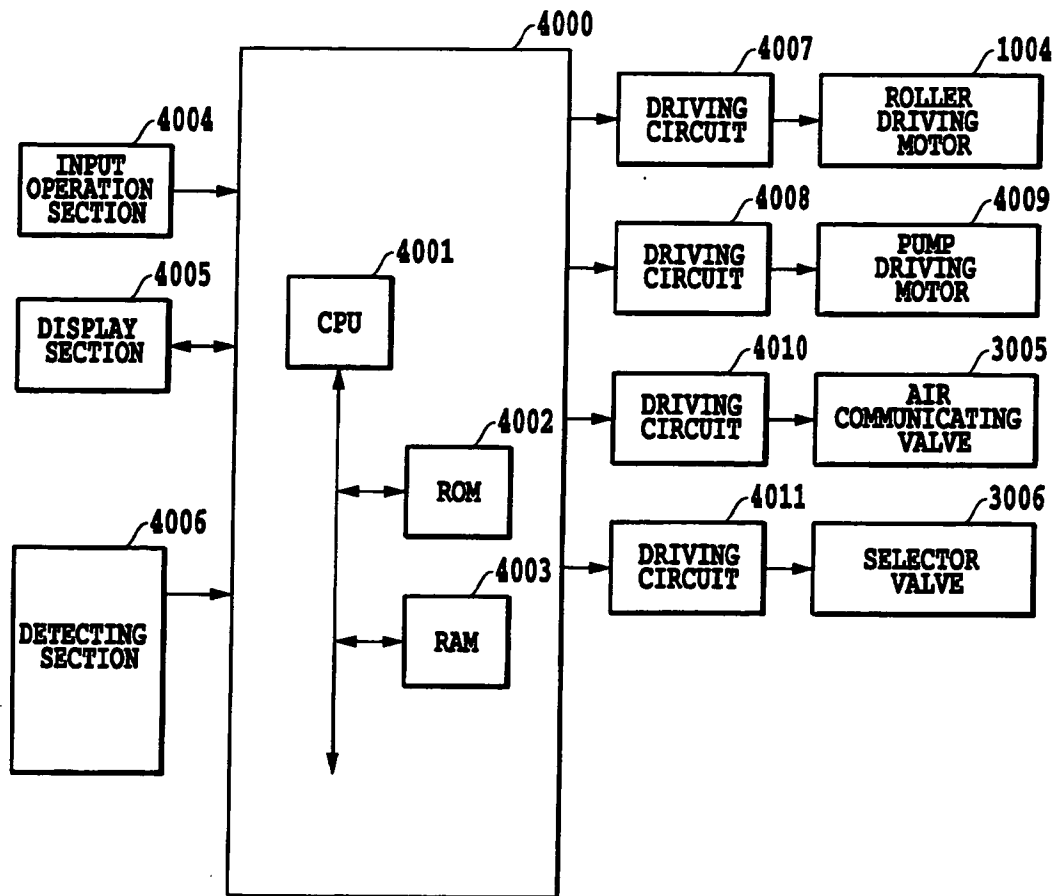 4000
4004
INPUT
OPERATION
SECTION
4005
DISPLAY
SECTION
4006
DETECTING
SECTION
4001
CPU
4002
ROM
4003
RAM
4007
DRIVING
CIRCUIT
1004
ROLLER
DRIVING
MOTOR
4008
DRIVING
CIRCUIT
4009
PUMP
DRIVING
MOTOR
4010
DRIVING
CIRCUIT
3005
AIR
COMMUNICATING
VALVE
4011
DRIVING
CIRCUIT
3006
SELECTOR
VALVE